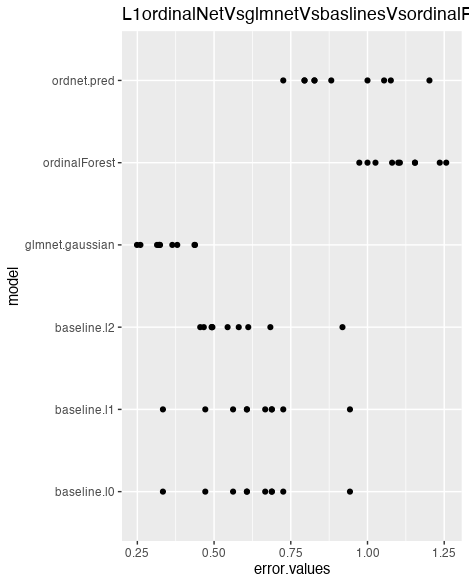 L1ordinalNetVsglmnetVsbaslinesVsordinalF
ordnet.pred
ordinalForest
glmnet.gaussian
baseline.l2
baseline.l1
baseline.l0
model
0.25 0.50 0.75 1.00 1.25
error.values